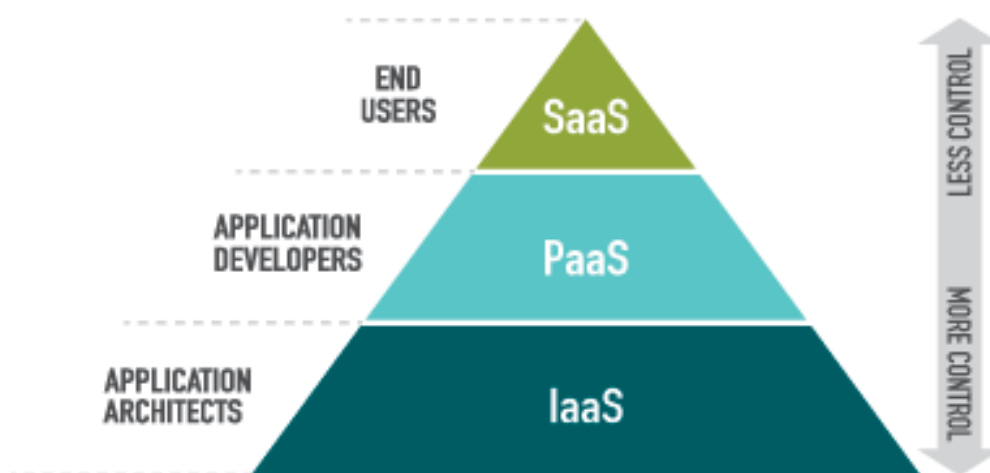 END
USERS
SaaS
APPLICATION
DEVELOPERS
PaaS
APPLICATION
ARCHITECTS
IaaS
LESS CONTROL
MORE CONTROL